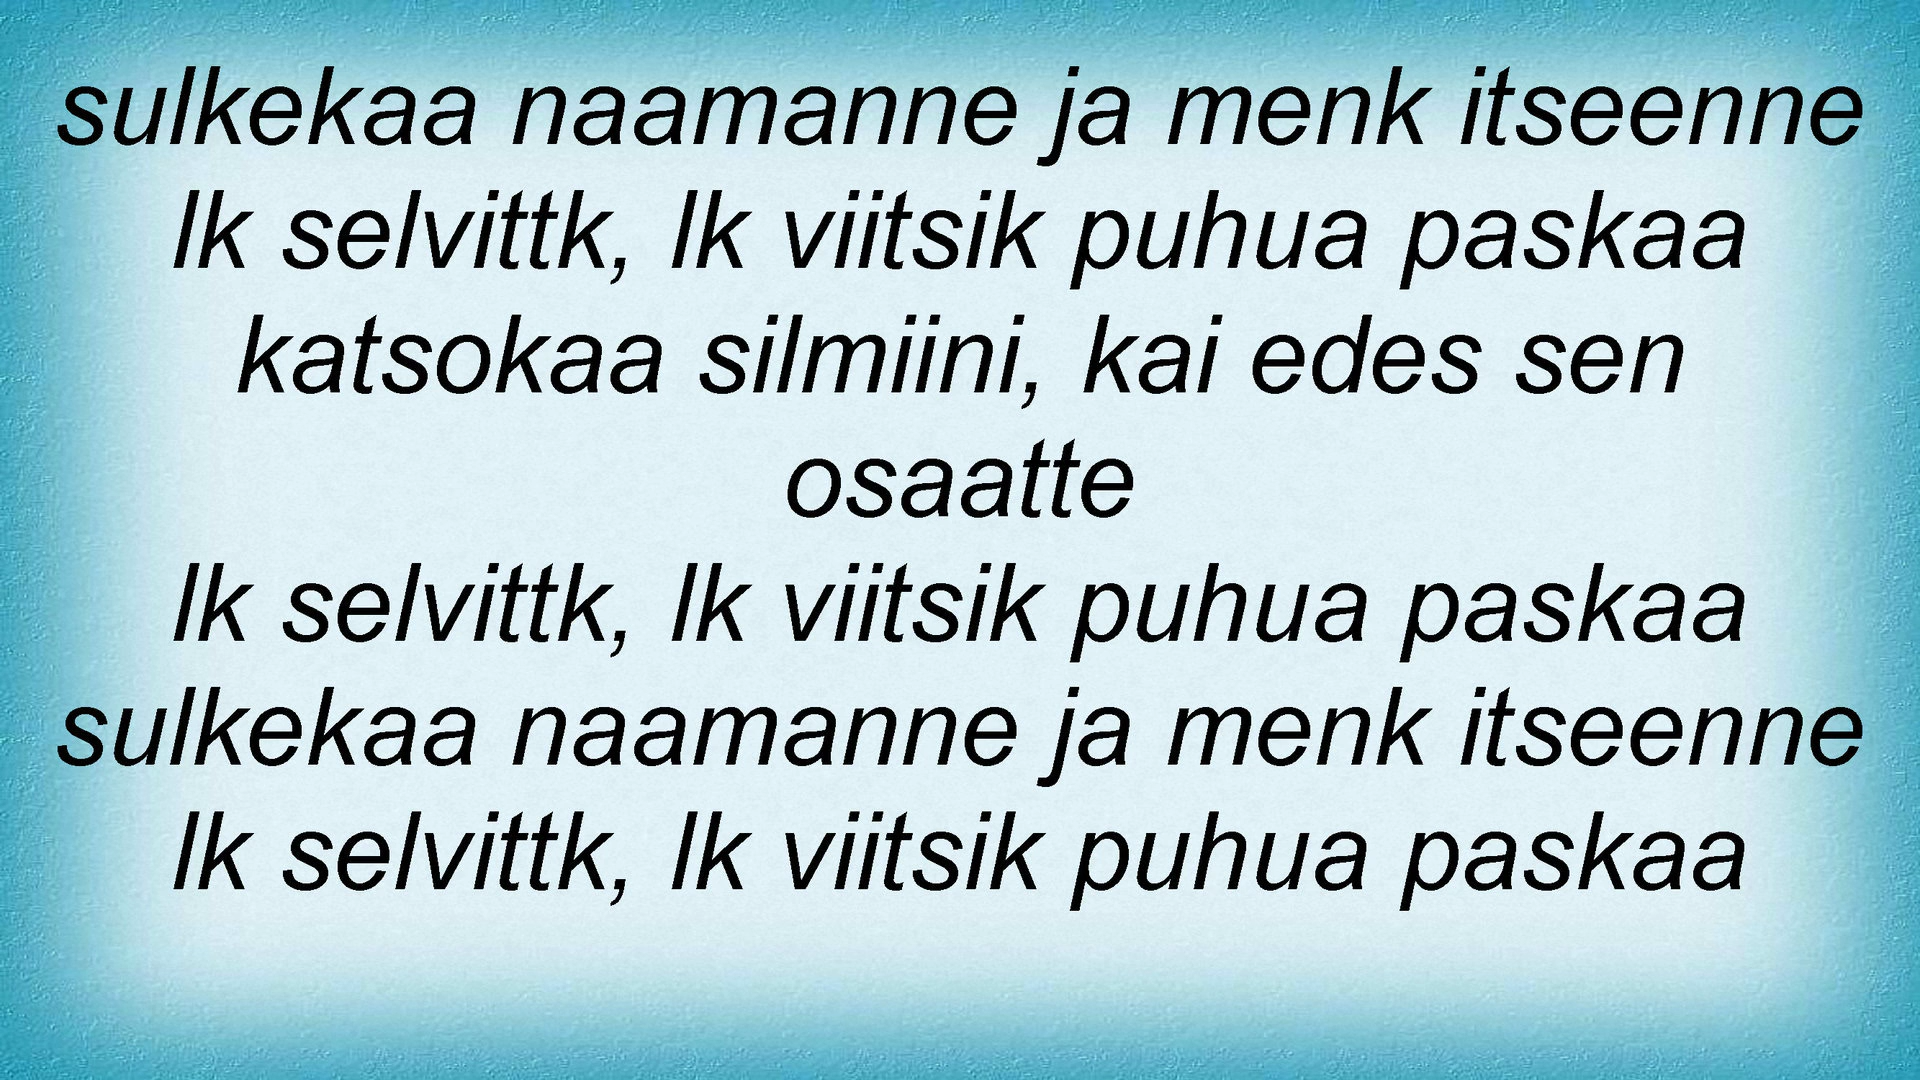 sulkekaa naamanne ja menk itseenne
lk selvittk, lk viitsik puhua paskaa
katsokaa silmiini, kai edes sen
osaatte
lk selvittk, lk viitsik puhua paskaa
sulkekaa naamanne ja menk itseenne
lk selvittk, lk viitsik puhua paskaa